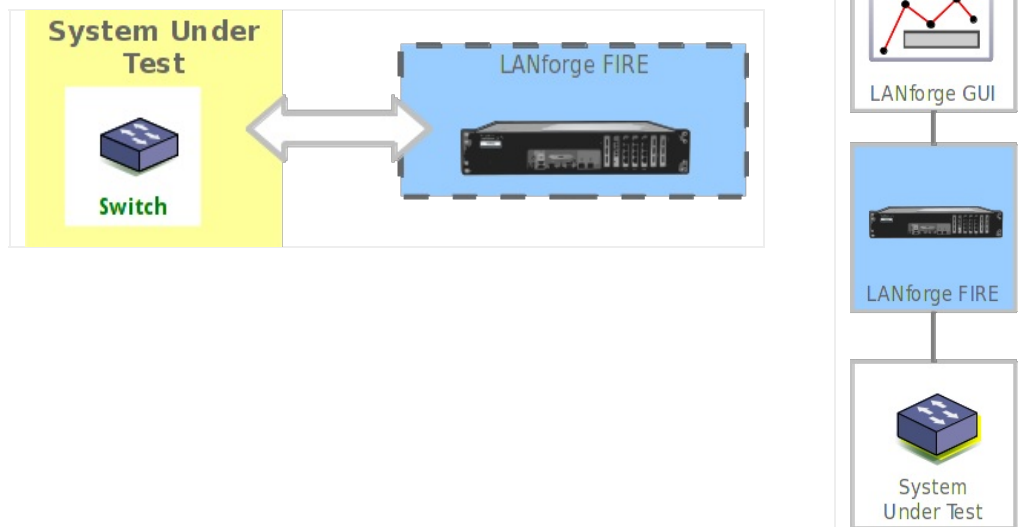 System Under
Test
Switch
LANforge FIRE
LANforge GUI
LANforge FIRE
System
Under Test